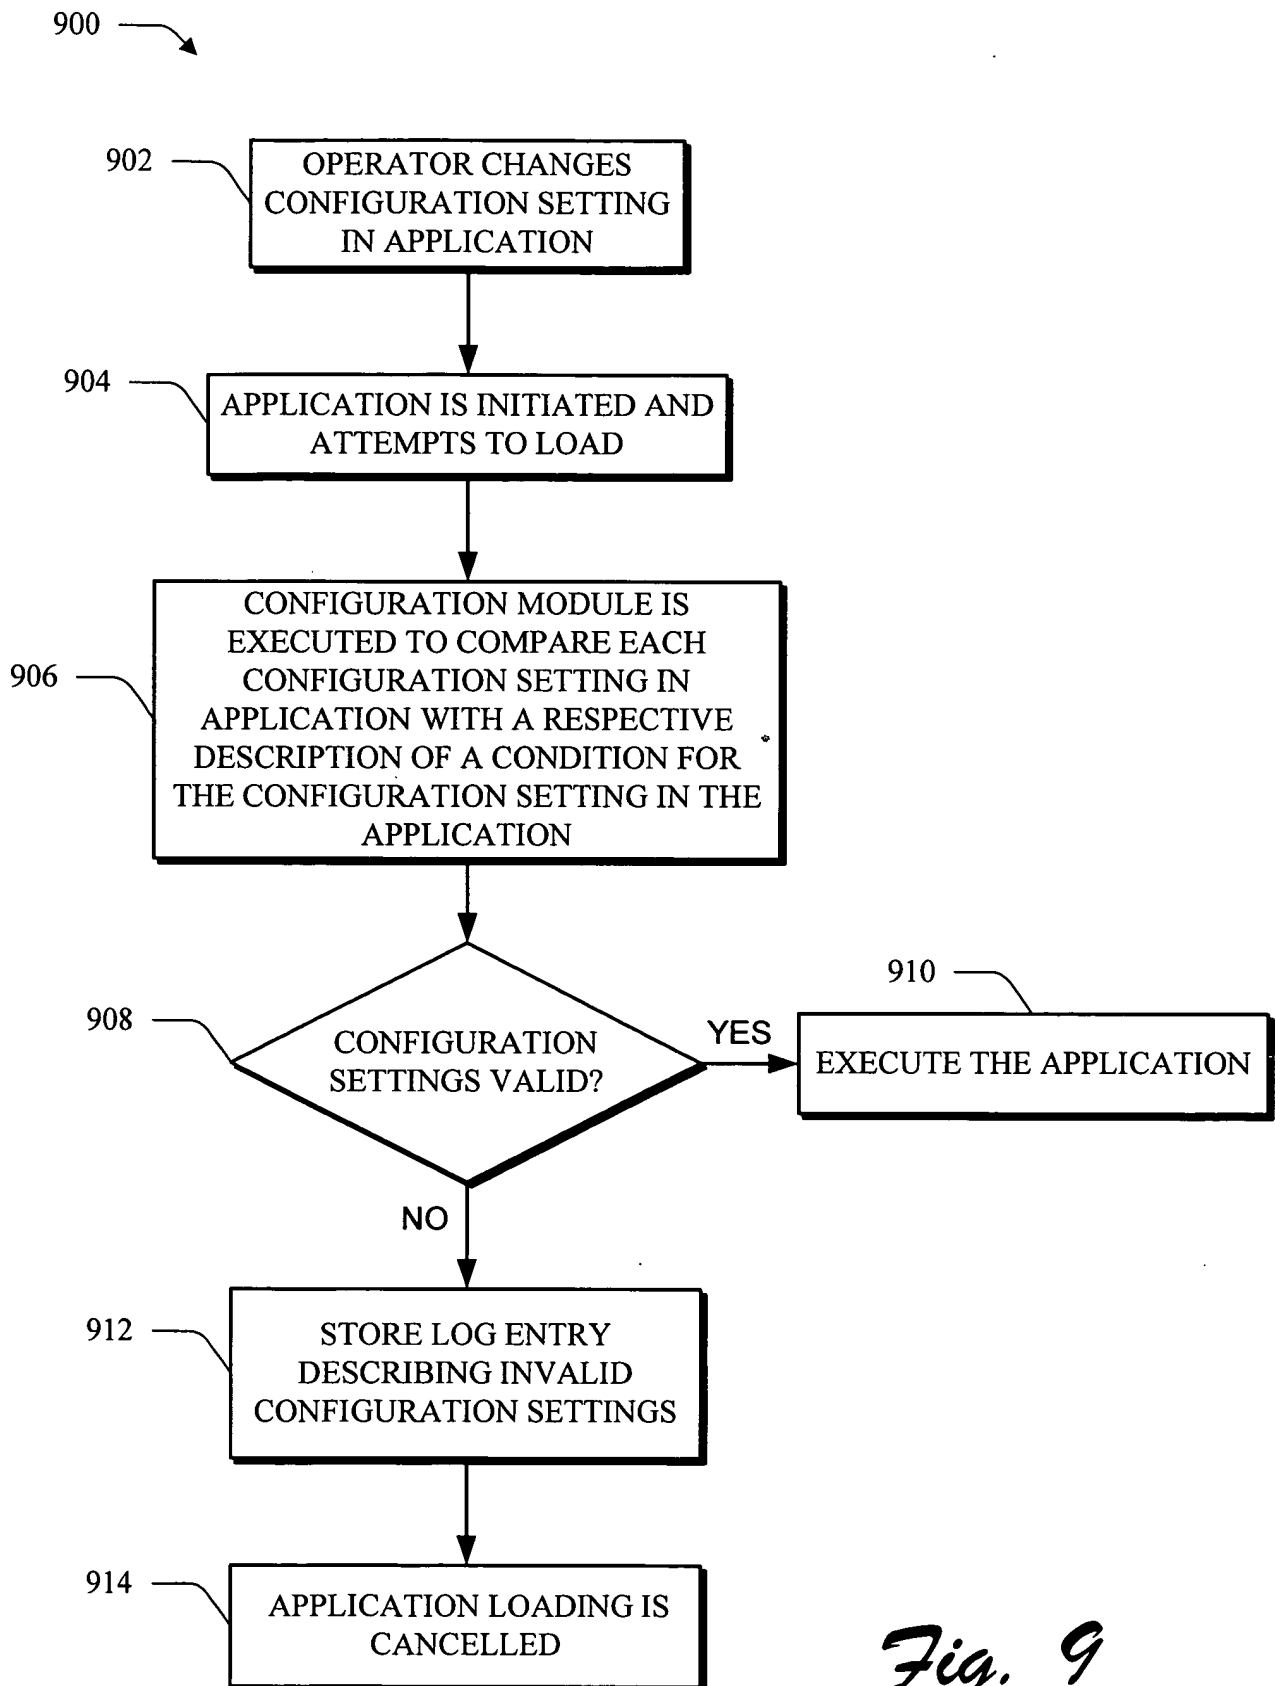 900
902
OPERATOR CHANGES
CONFIGURATION SETTING
IN APPLICATION
904
APPLICATION IS INITIATED AND
ATTEMPTS TO LOAD
906
CONFIGURATION MODULE IS
EXECUTED TO COMPARE EACH
CONFIGURATION SETTING IN
APPLICATION WITH A RESPECTIVE
DESCRIPTION OF A CONDITION FOR
THE CONFIGURATION SETTING IN THE
APPLICATION
908
CONFIGURATION
SETTINGS VALID?
YES
910
EXECUTE THE APPLICATION
NO
912
STORE LOG ENTRY
DESCRIBING INVALID
CONFIGURATION SETTINGS
914
APPLICATION LOADING IS
CANCELLED
Fig. 9